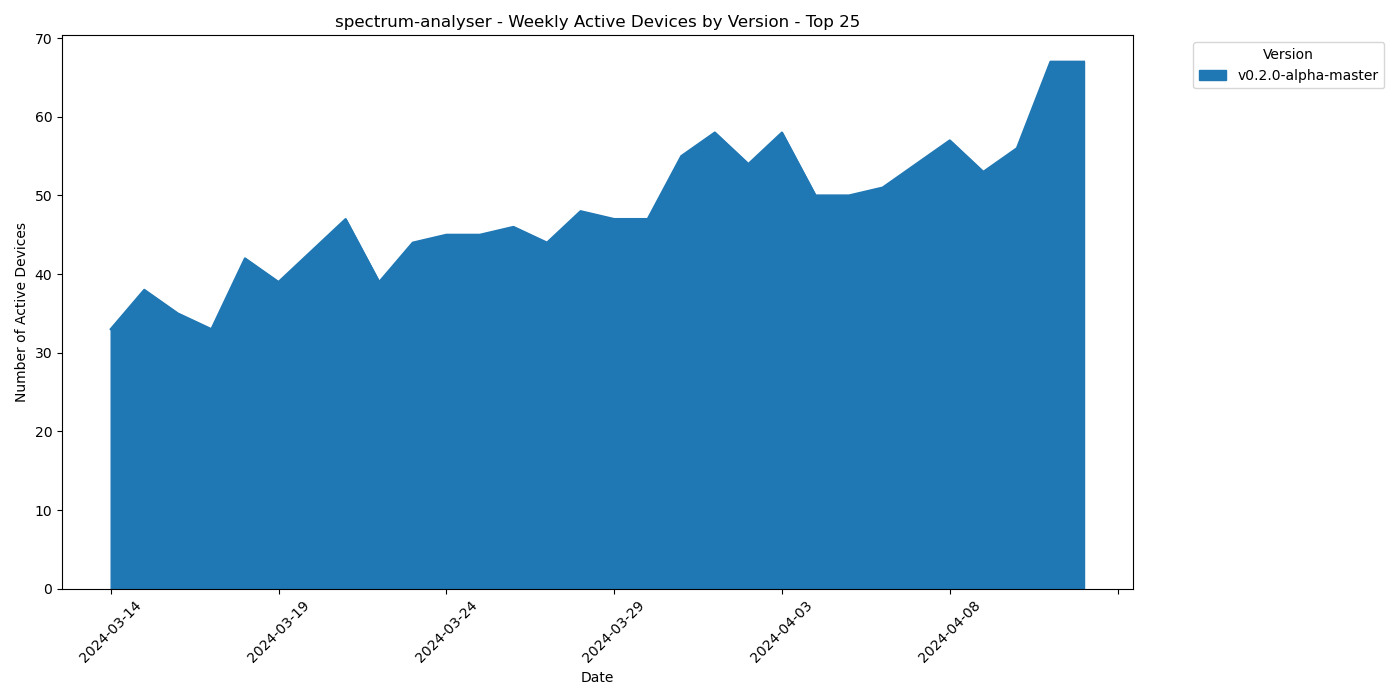 spectrum-analyser - Weekly Active Devices by Version - Top 25
Version
v0.2.0-alpha-master
Number of Active Devices
70
60
50
40
30
20
10
0
2024-03-14
2024-03-19
2024-03-24
2024-03-29
2024-04-03
2024-04-08
Date